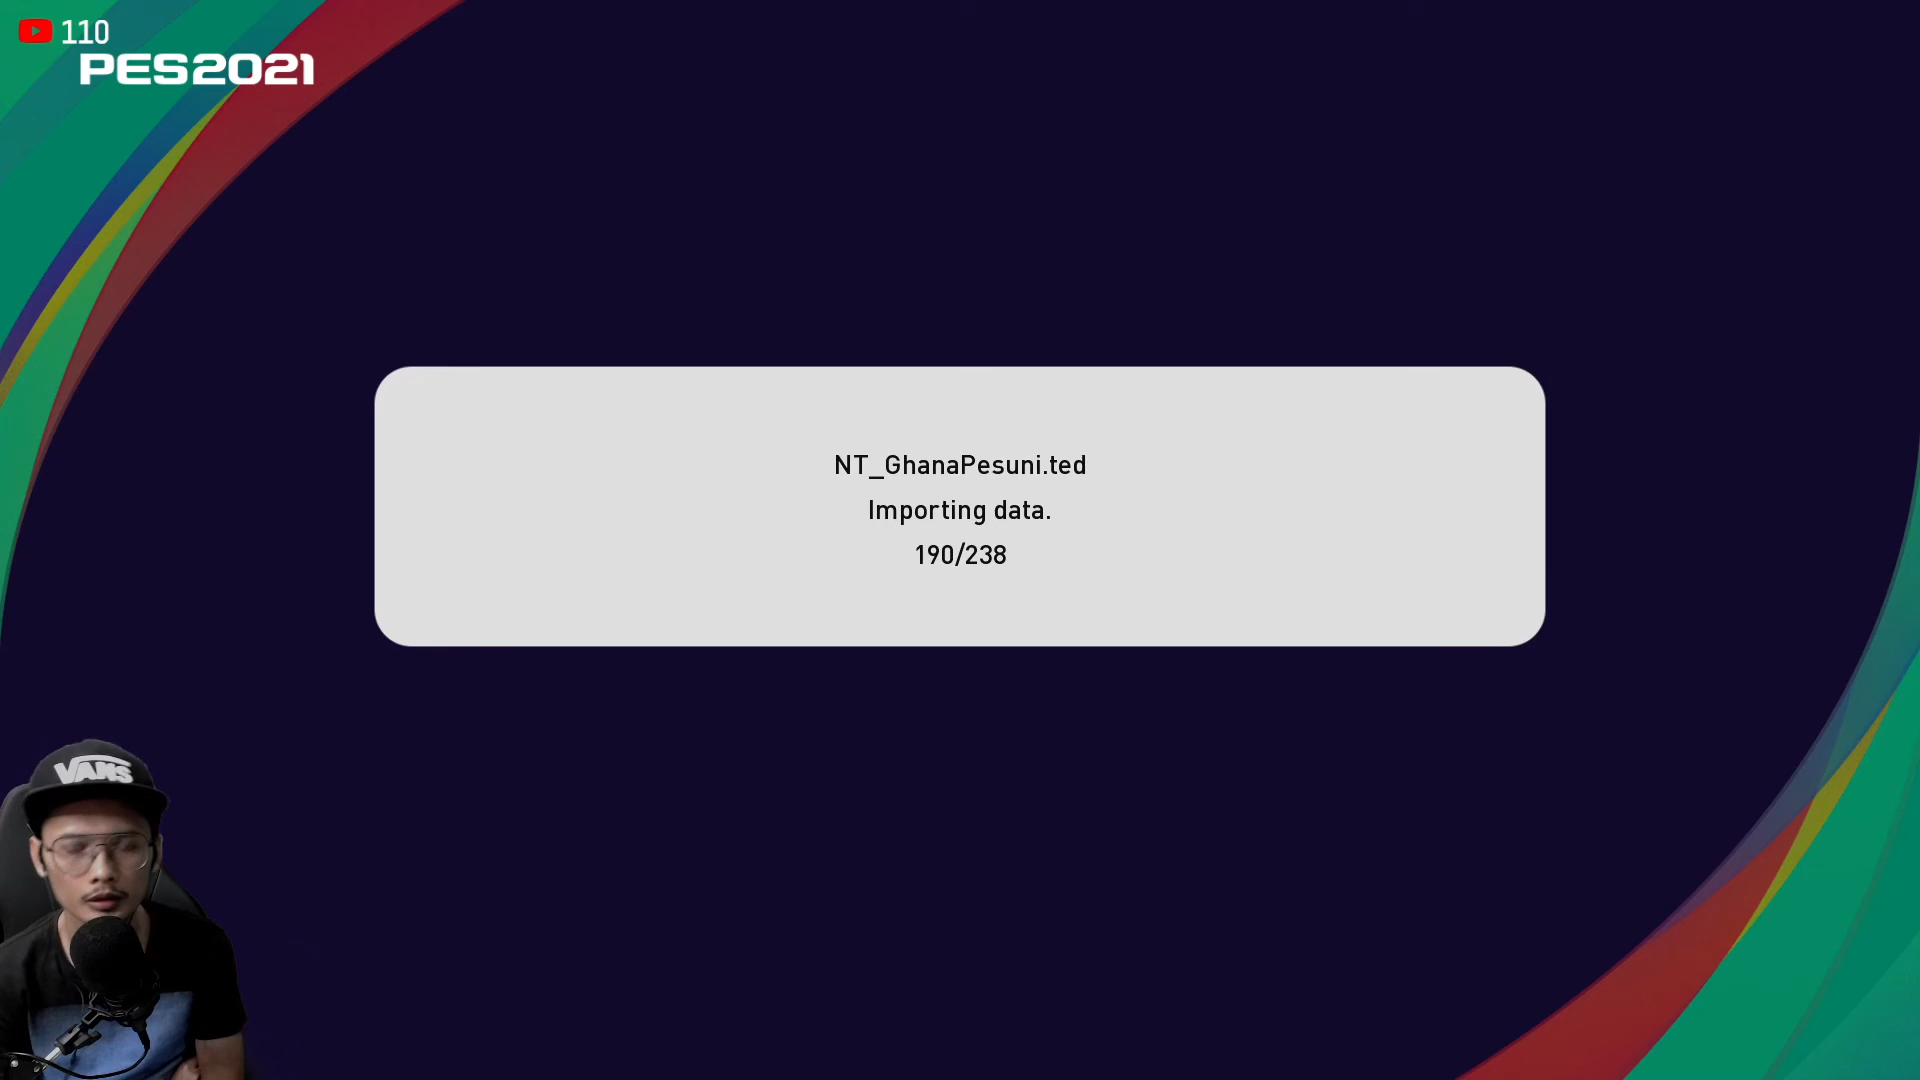 110
PES2021
NT_GhanaPesuni.ted
Importing data.
190/238
VANS